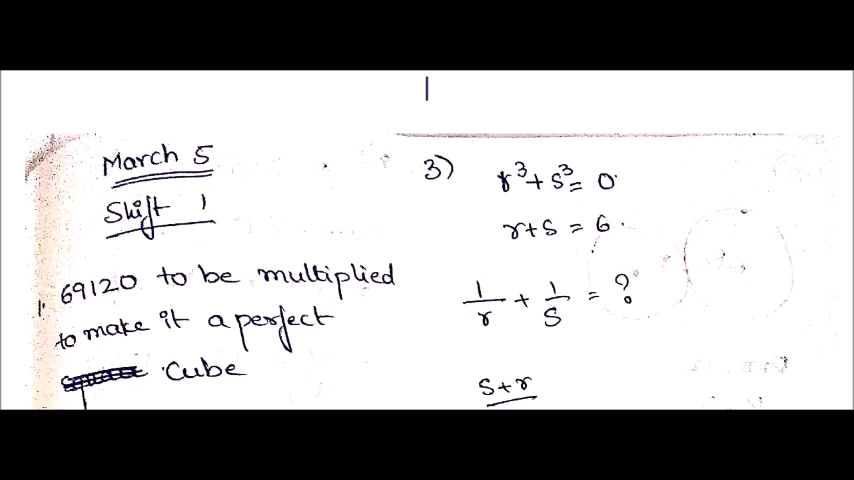 March 5
Shift 1
1. 69120 to be multiplied
to make it a perfect
cube
3) r³ + s³ = 0
r+s = 6.
1/r + 1/s = ?
s+r